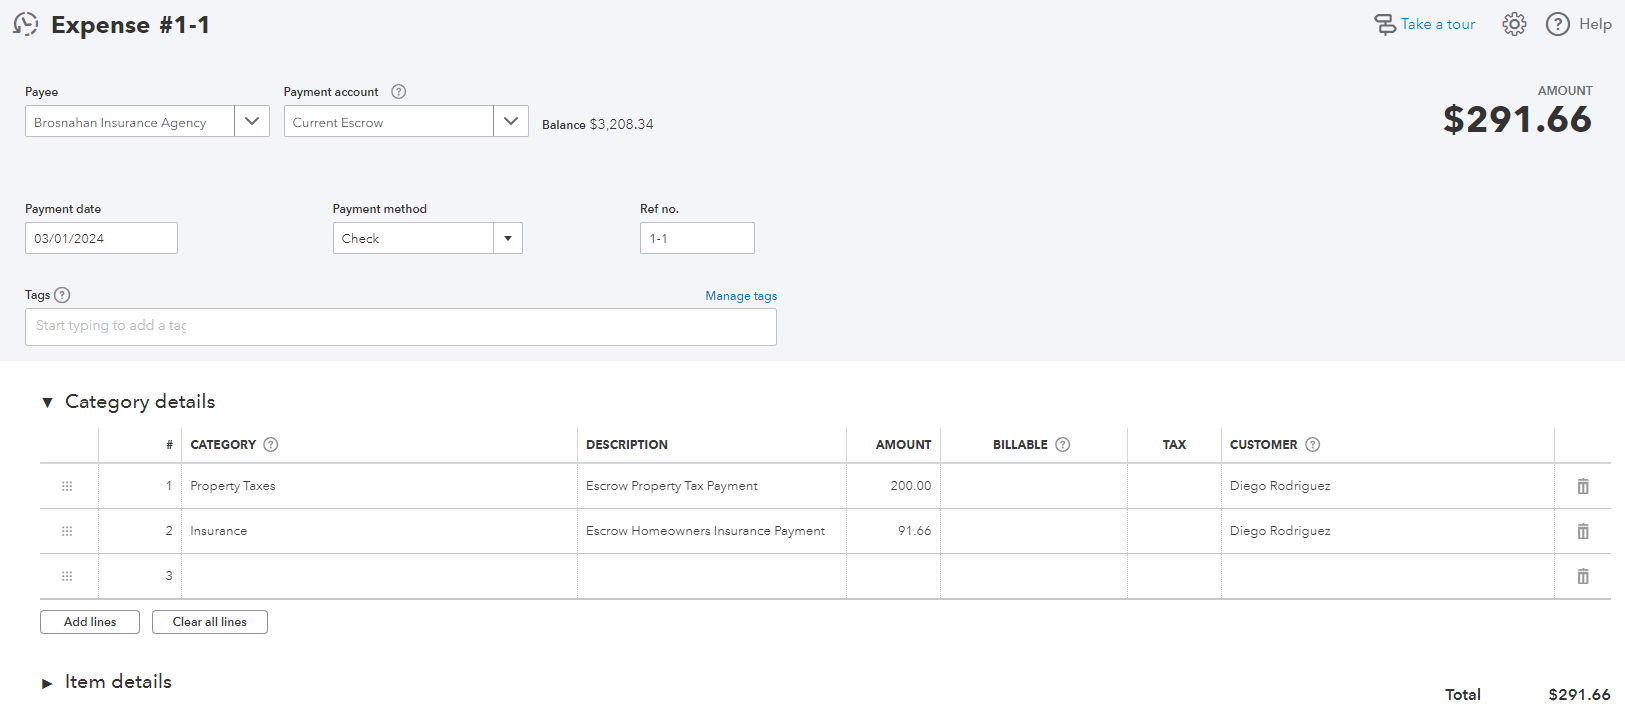 Expense #1-1
Take a tour
Help
Payee
Payment account
AMOUNT
Brosnahan Insurance Agency
Current Escrow
Balance $3,208.34
$291.66
Payment date
Payment method
Ref no.
03/01/2024
Check
1-1
Tags
Manage tags
Start typing to add a tag
Category details
# CATEGORY DESCRIPTION AMOUNT BILLABLE TAX CUSTOMER
1 Property Taxes Escrow Property Tax Payment 200.00 Diego Rodriguez
2 Insurance Escrow Homeowners Insurance Payment 91.66 Diego Rodriguez
3
Add lines
Clear all lines
Item details
Total $291.66